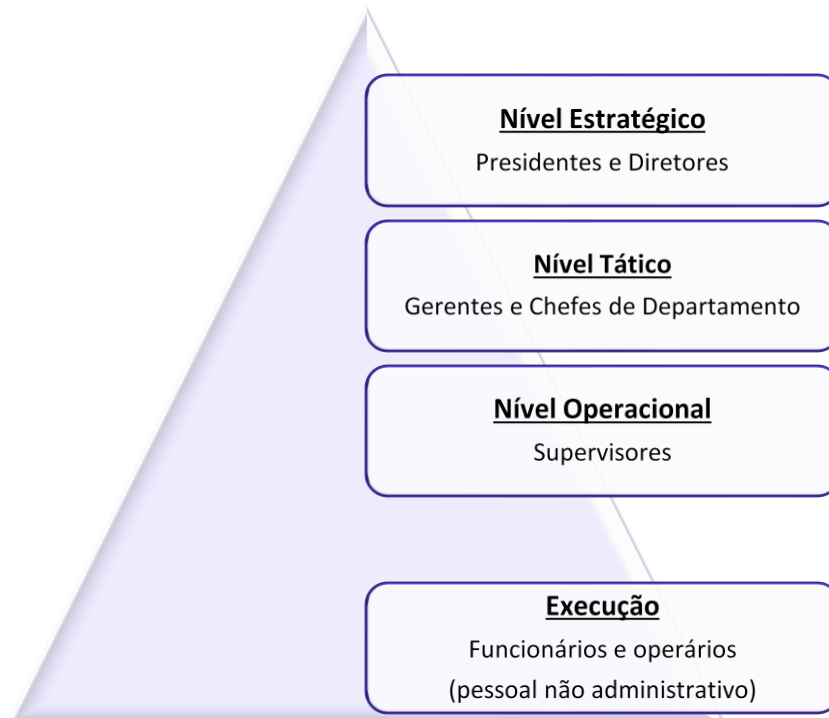 Nível Estratégico
Presidentes e Diretores
Nível Tático
Gerentes e Chefes de Departamento
Nível Operacional
Supervisores
Execução
Funcionários e operários
(pessoal não administrativo)